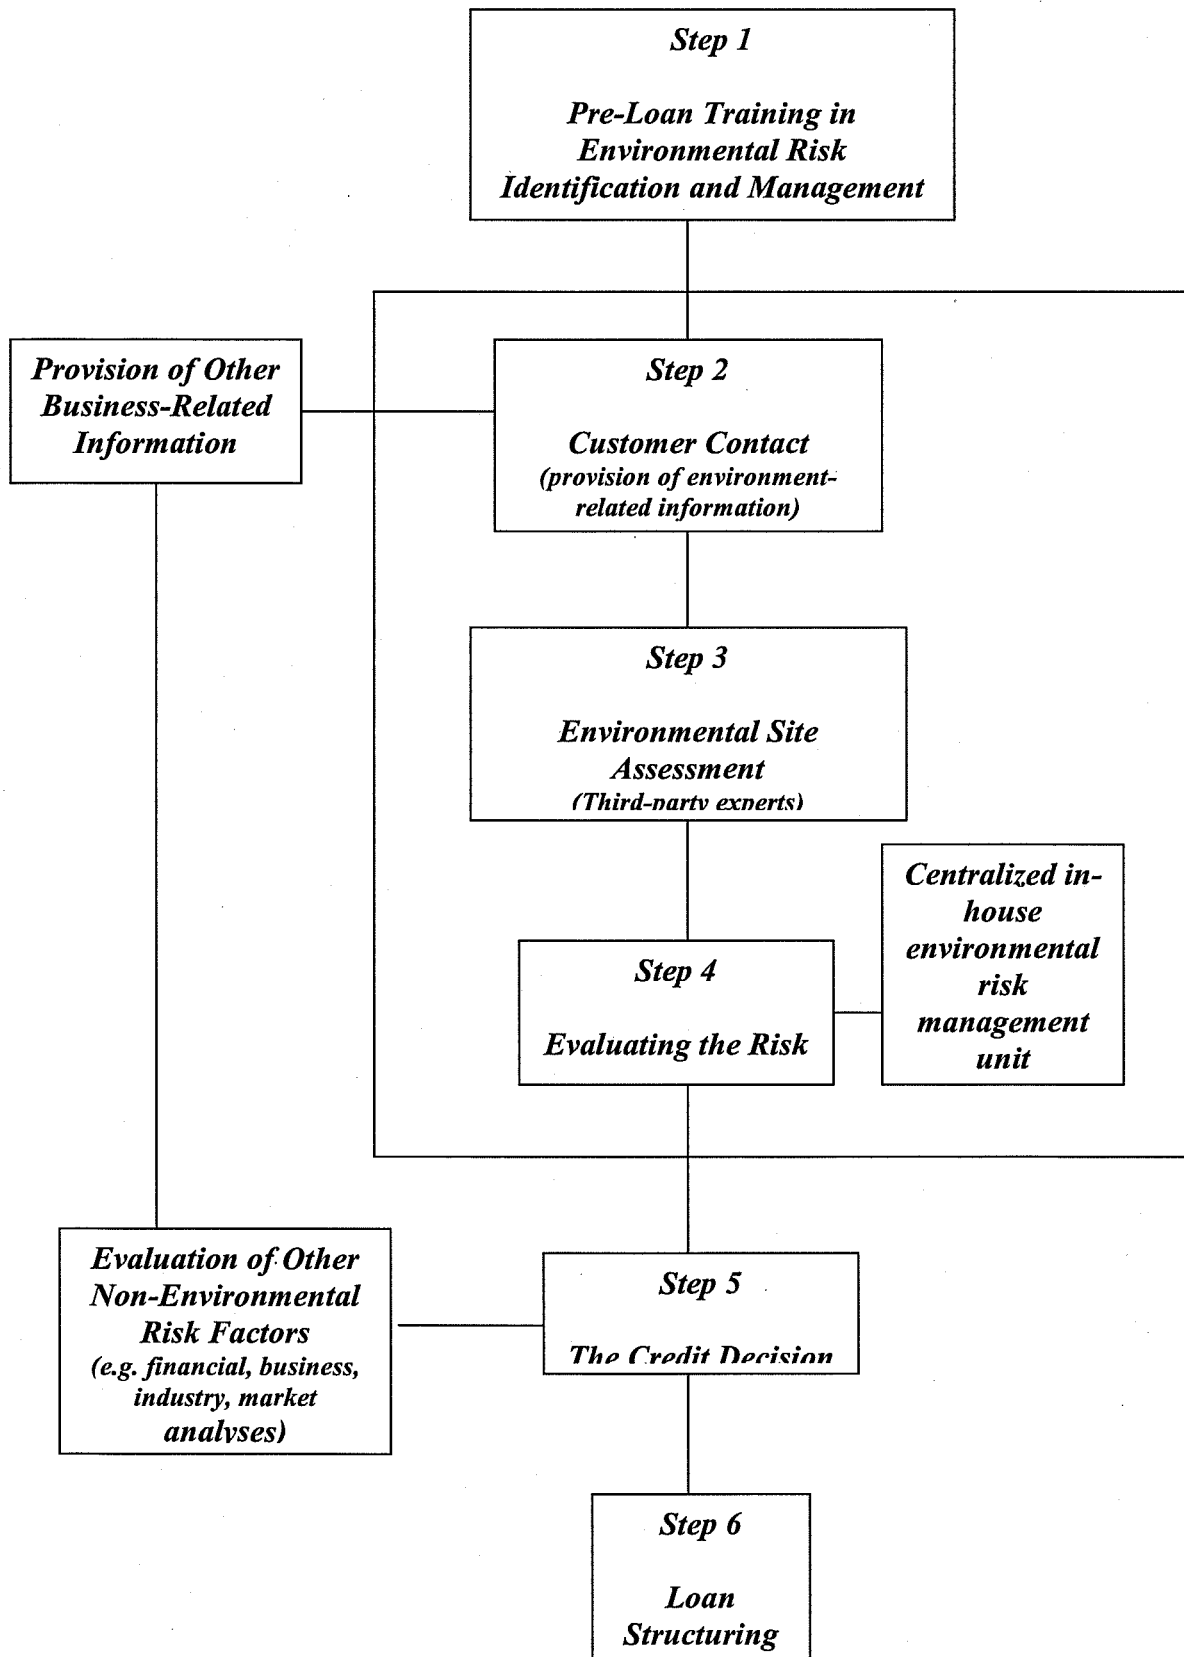 Step 1
Pre-Loan Training in
Environmental Risk
Identification and Management
Provision of Other
Business-Related
Information
Step 2
Customer Contact
(provision of environment-
related information)
Step 3
Environmental Site
Assessment
(Third-party experts)
Step 4
Evaluating the Risk
Centralized in-
house
environmental
risk
management
unit
Evaluation of Other
Non-Environmental
Risk Factors
(e.g. financial, business,
industry, market
analyses)
Step 5
The Credit Decision
Step 6
Loan
Structuring